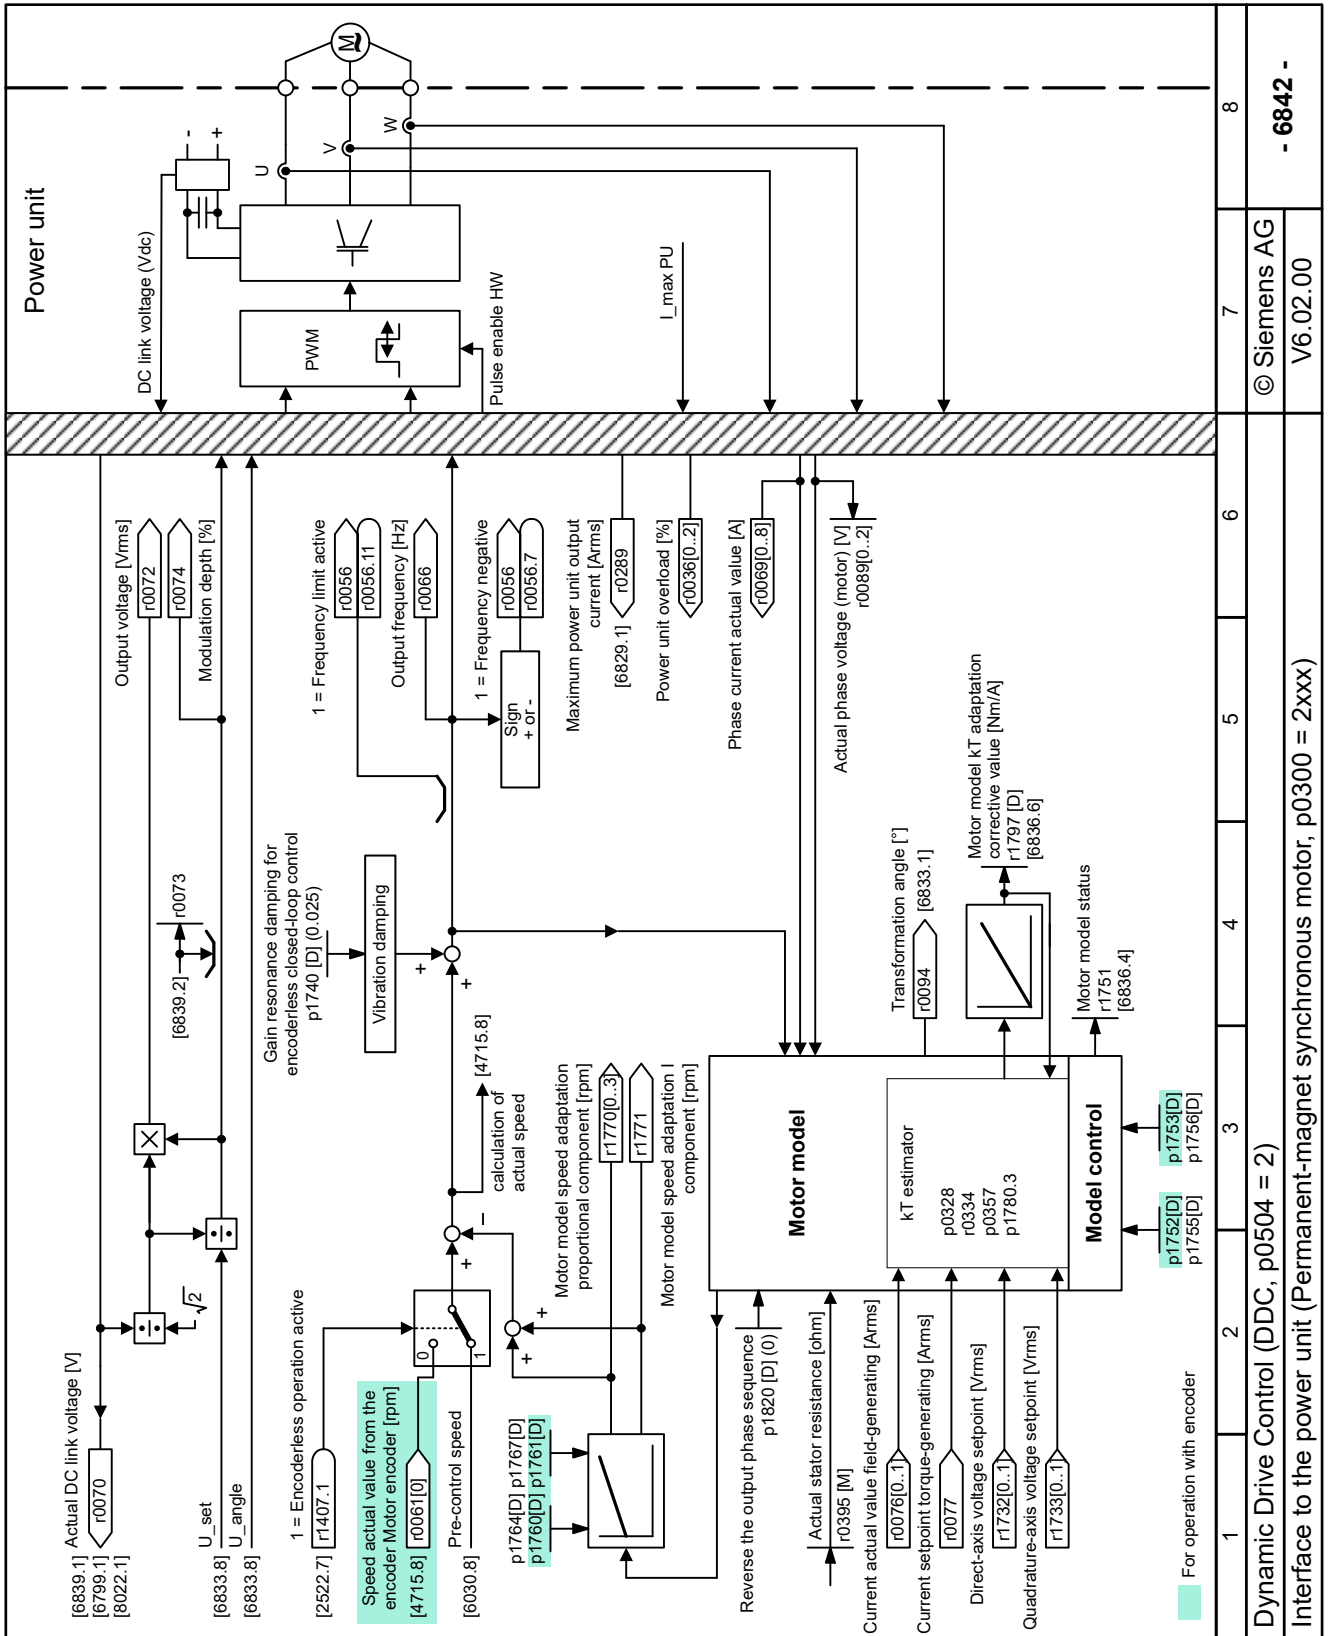 Power unit
DC link voltage (Vdc)
-
+
U
V
W
M
~
PWM
Pulse enable HW
I_max PU
[6839.1]
[6799.1]
[8022.1]
Actual DC link voltage [V]
r0070
U_set
[6833.8]
U_angle
[6833.8]
√2
Output voltage [Vrms]
r0072
r0074
Modulation depth [%]
[6839.2]
r0073
1 = Encoderless operation active
[2522.7]
r1407.1
Speed actual value from the
encoder Motor encoder [rpm]
[4715.8]
r0061[0]
Pre-control speed
[6030.8]
0
1
+
–
+
+
calculation of
actual speed
[4715.8]
Gain resonance damping for
encoderless closed-loop control
p1740 [D] (0.025)
Vibration damping
+
+
1 = Frequency limit active
r0056
r0056.11
Output frequency [Hz]
r0066
1 = Frequency negative
r0056
r0056.7
Sign
+ or -
Maximum power unit output
current [Arms]
[6829.1]
r0289
Power unit overload [%]
r0036[0..2]
Phase current actual value [A]
r0069[0..8]
Actual phase voltage (motor) [V]
r0089[0..2]
p1764[D] p1767[D]
p1760[D] p1761[D]
Motor model speed adaptation
proportional component [rpm]
r1770[0..3]
r1771
Motor model speed adaptation I
component [rpm]
Reverse the output phase sequence
p1820 [D] (0)
Actual stator resistance [ohm]
r0395 [M]
Current actual value field-generating [Arms]
r0076[0..1]
Current setpoint torque-generating [Arms]
r0077
Direct-axis voltage setpoint [Vrms]
r1732[0..1]
Quadrature-axis voltage setpoint [Vrms]
r1733[0..1]
Motor model
kT estimator
p0328
r0334
p0357
p1780.3
Model control
Transformation angle [°]
r0094
[6833.1]
Motor model kT adaptation
corrective value [Nm/A]
r1797 [D]
[6836.6]
Motor model status
r1751
[6836.4]
p1752[D]
p1755[D]
p1753[D]
p1756[D]
For operation with encoder
1
2
3
4
5
6
7
8
Dynamic Drive Control (DDC, p0504 = 2)
© Siemens AG
- 6842 -
Interface to the power unit (Permanent-magnet synchronous motor, p0300 = 2xxx)
V6.02.00